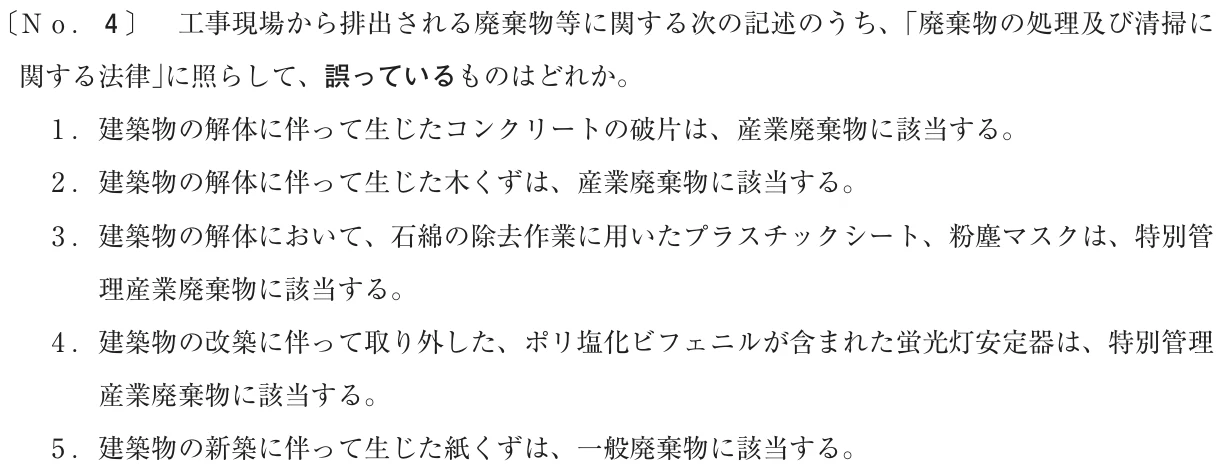 〔Ｎｏ．４〕　工事現場から排出される廃棄物等に関する次の記述のうち、「廃棄物の処理及び清掃に
関する法律」に照らして、誤っているものはどれか。
１．建築物の解体に伴って生じたコンクリートの破片は、産業廃棄物に該当する。
２．建築物の解体に伴って生じた木くずは、産業廃棄物に該当する。
３．建築物の解体において、石綿の除去作業に用いたプラスチックシート、粉塵マスクは、特別管
理産業廃棄物に該当する。
４．建築物の改築に伴って取り外した、ポリ塩化ビフェニルが含まれた蛍光灯安定器は、特別管理
産業廃棄物に該当する。
５．建築物の新築に伴って生じた紙くずは、一般廃棄物に該当する。